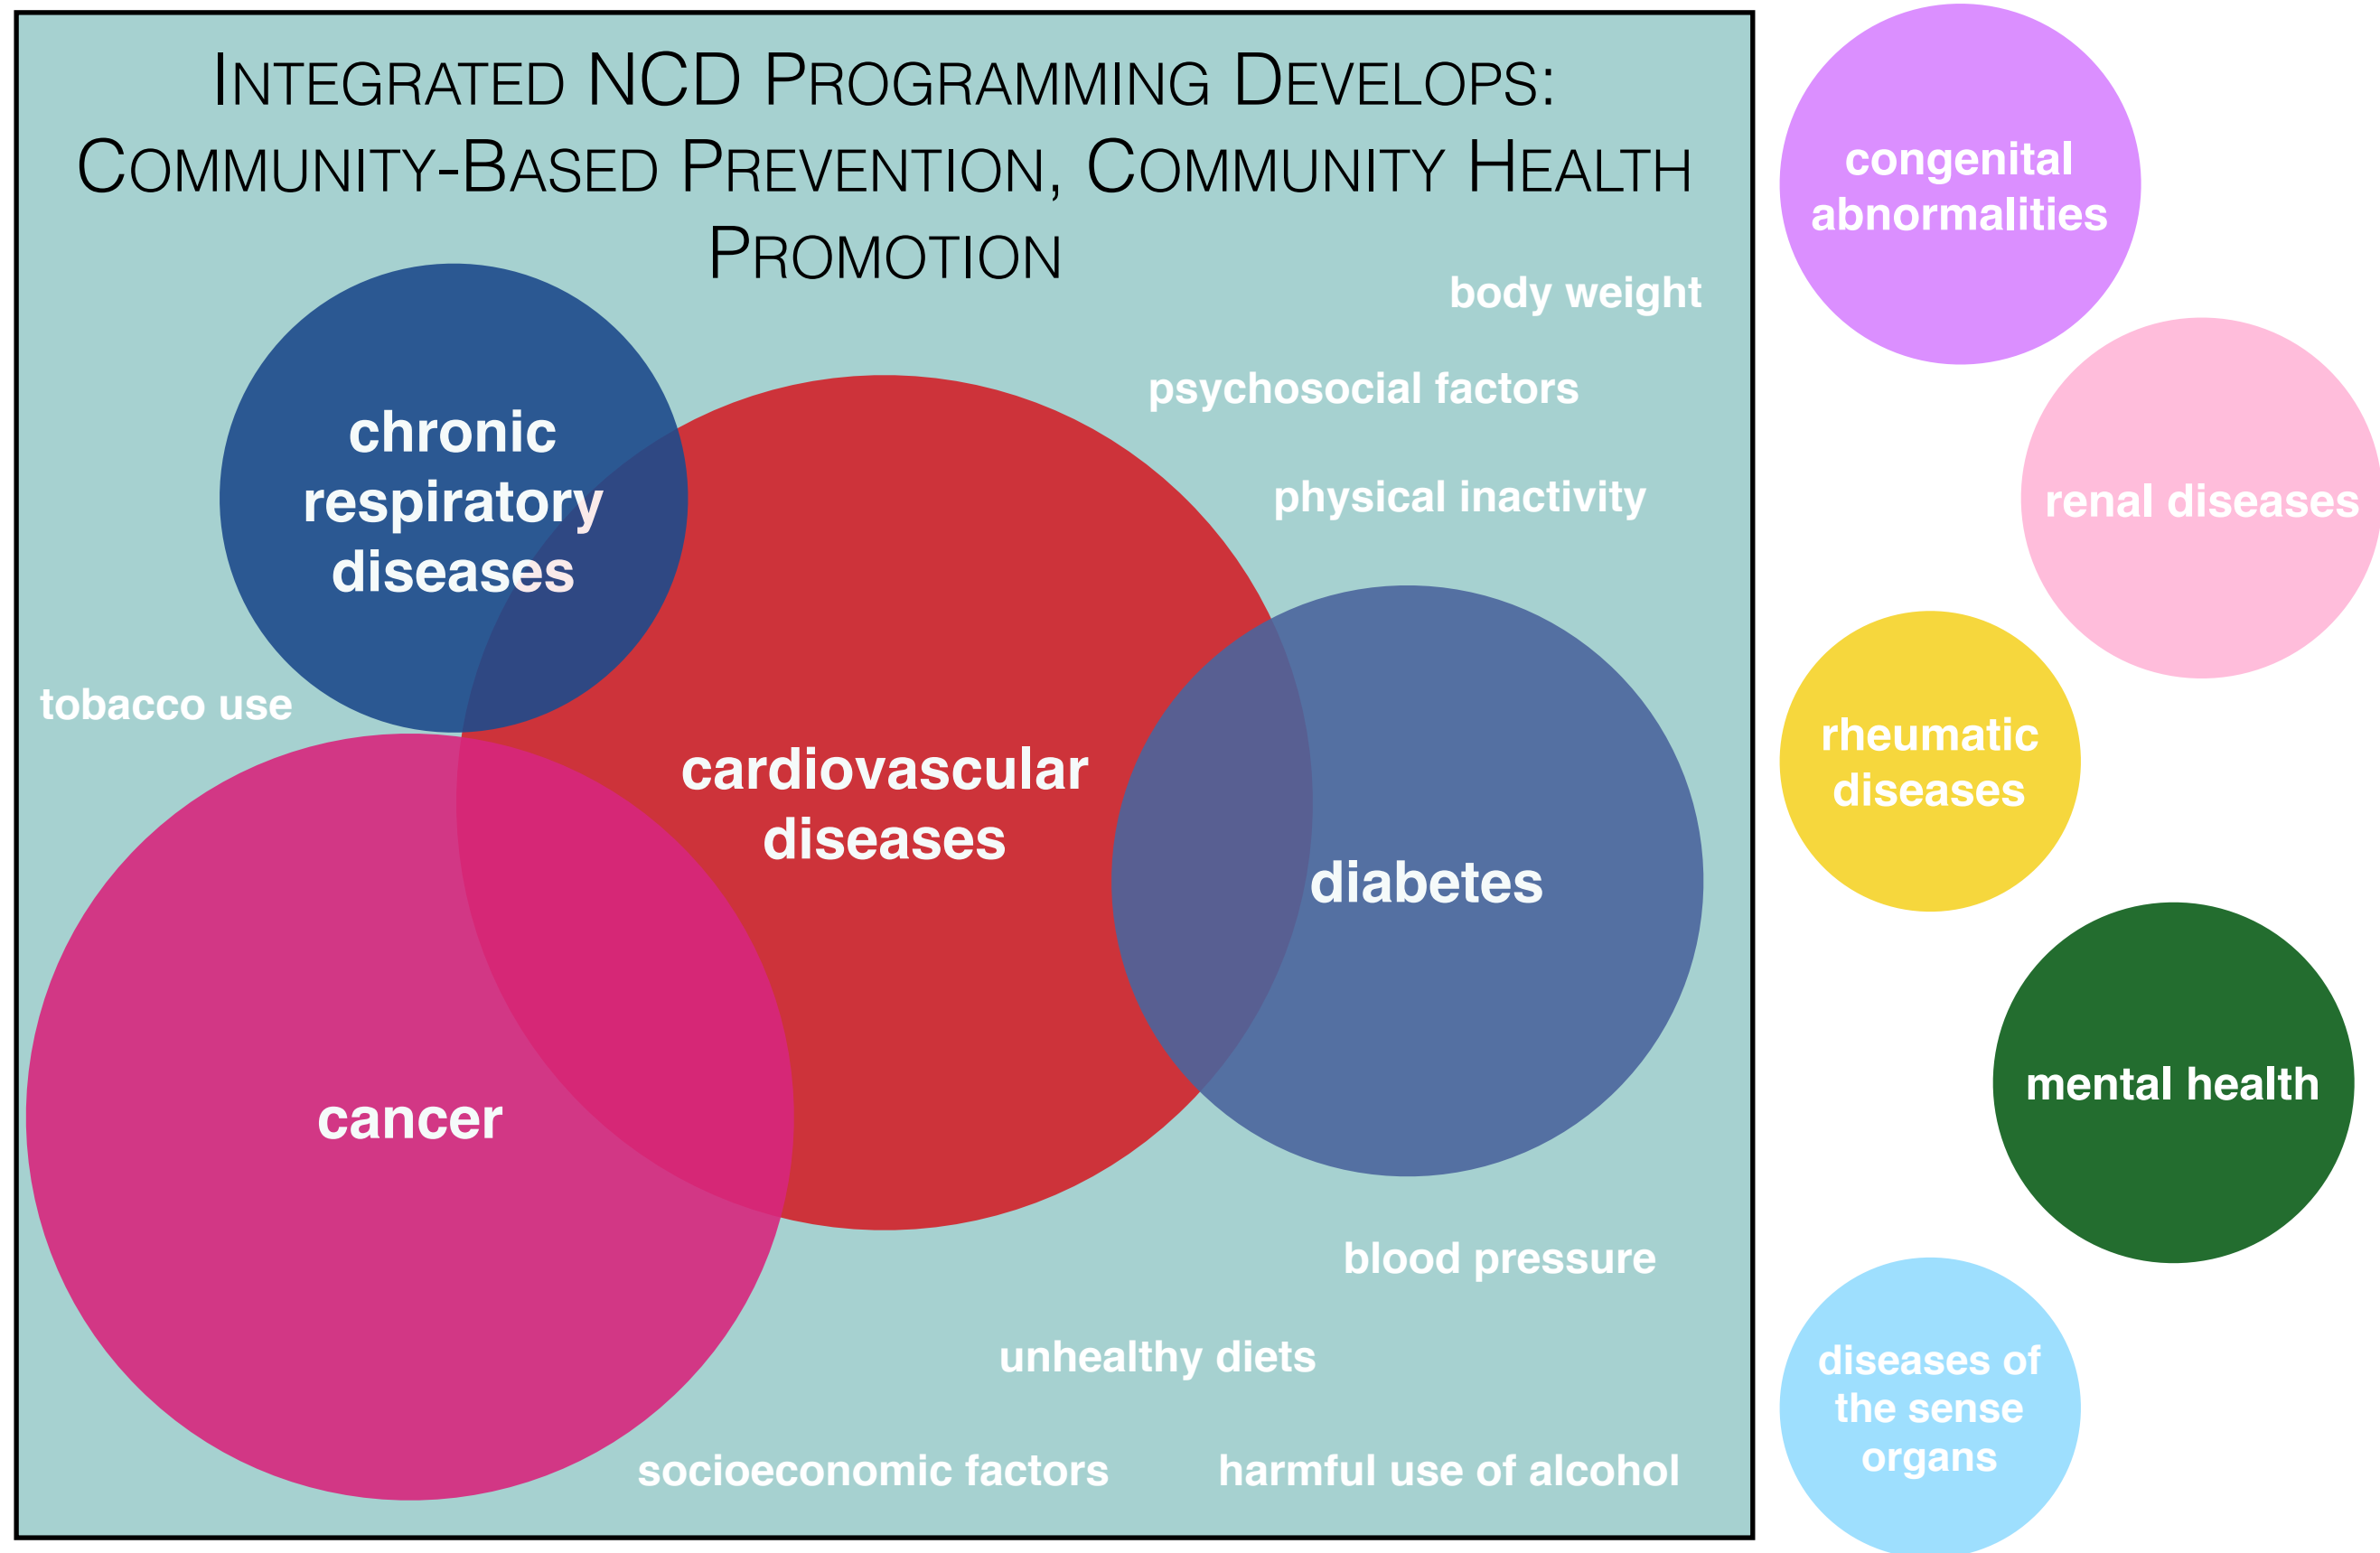 INTEGRATED NCD PROGRAMMING DEVELOPS:
COMMUNITY-BASED PREVENTION, COMMUNITY HEALTH
PROMOTION
body weight
psychosocial factors
physical inactivity
chronic
respiratory
diseases
tobacco use
cardiovascular
diseases
diabetes
cancer
blood pressure
unhealthy diets
socioeconomic factors
harmful use of alcohol
congenital
abnormalities
renal diseases
rheumatic
diseases
mental health
diseases of
the sense
organs